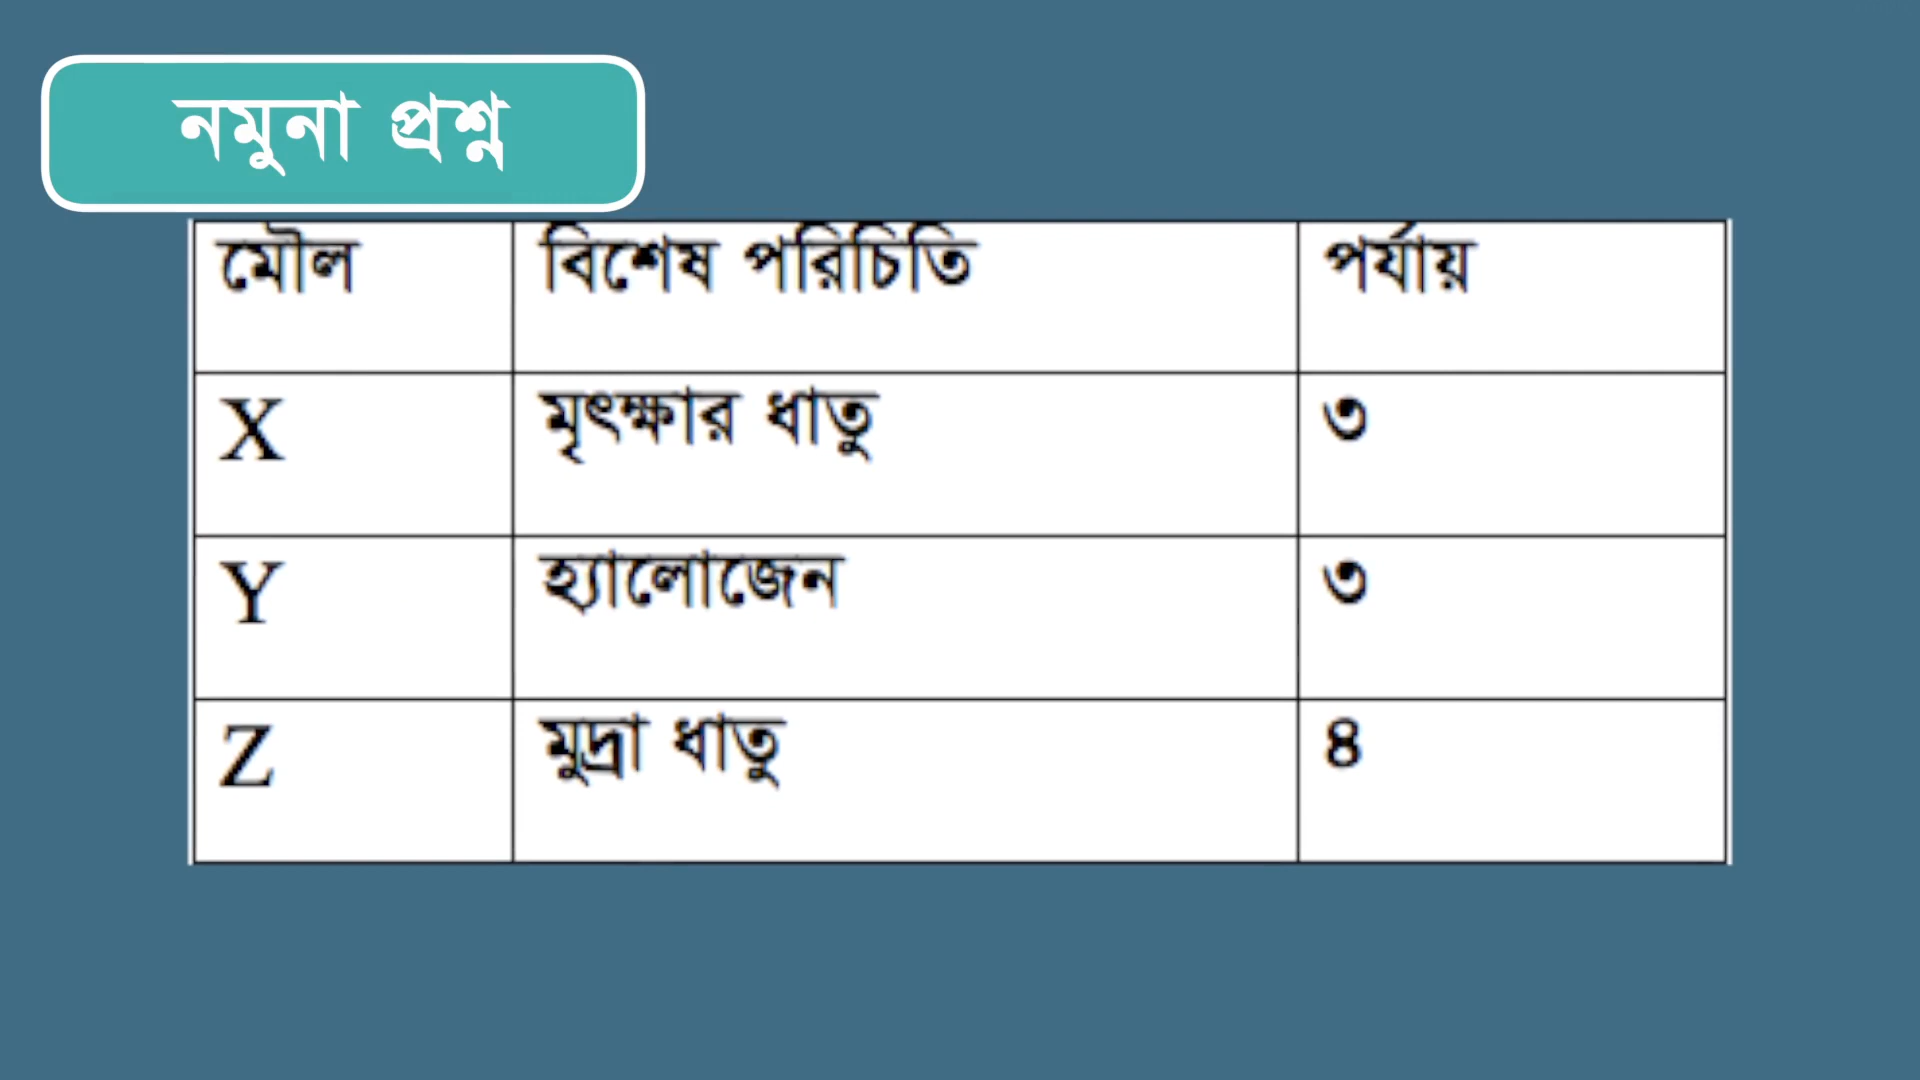 নমুনা প্রশ্ন
মৌল বিশেষ পরিচিতি পর্যায়
X মৃৎক্ষার ধাতু ৩
Y হ্যালোজেন ৩
Z মুদ্রা ধাতু ৪